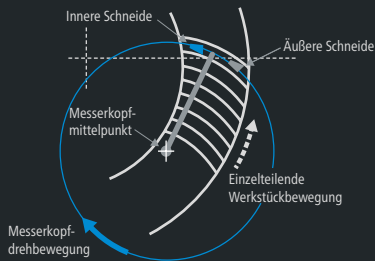 Innere Schneide
Äußere Schneide
Messerkopf-
mittelpunkt
Einzelteilende
Werkstückbewegung
Messerkopf-
drehbewegung